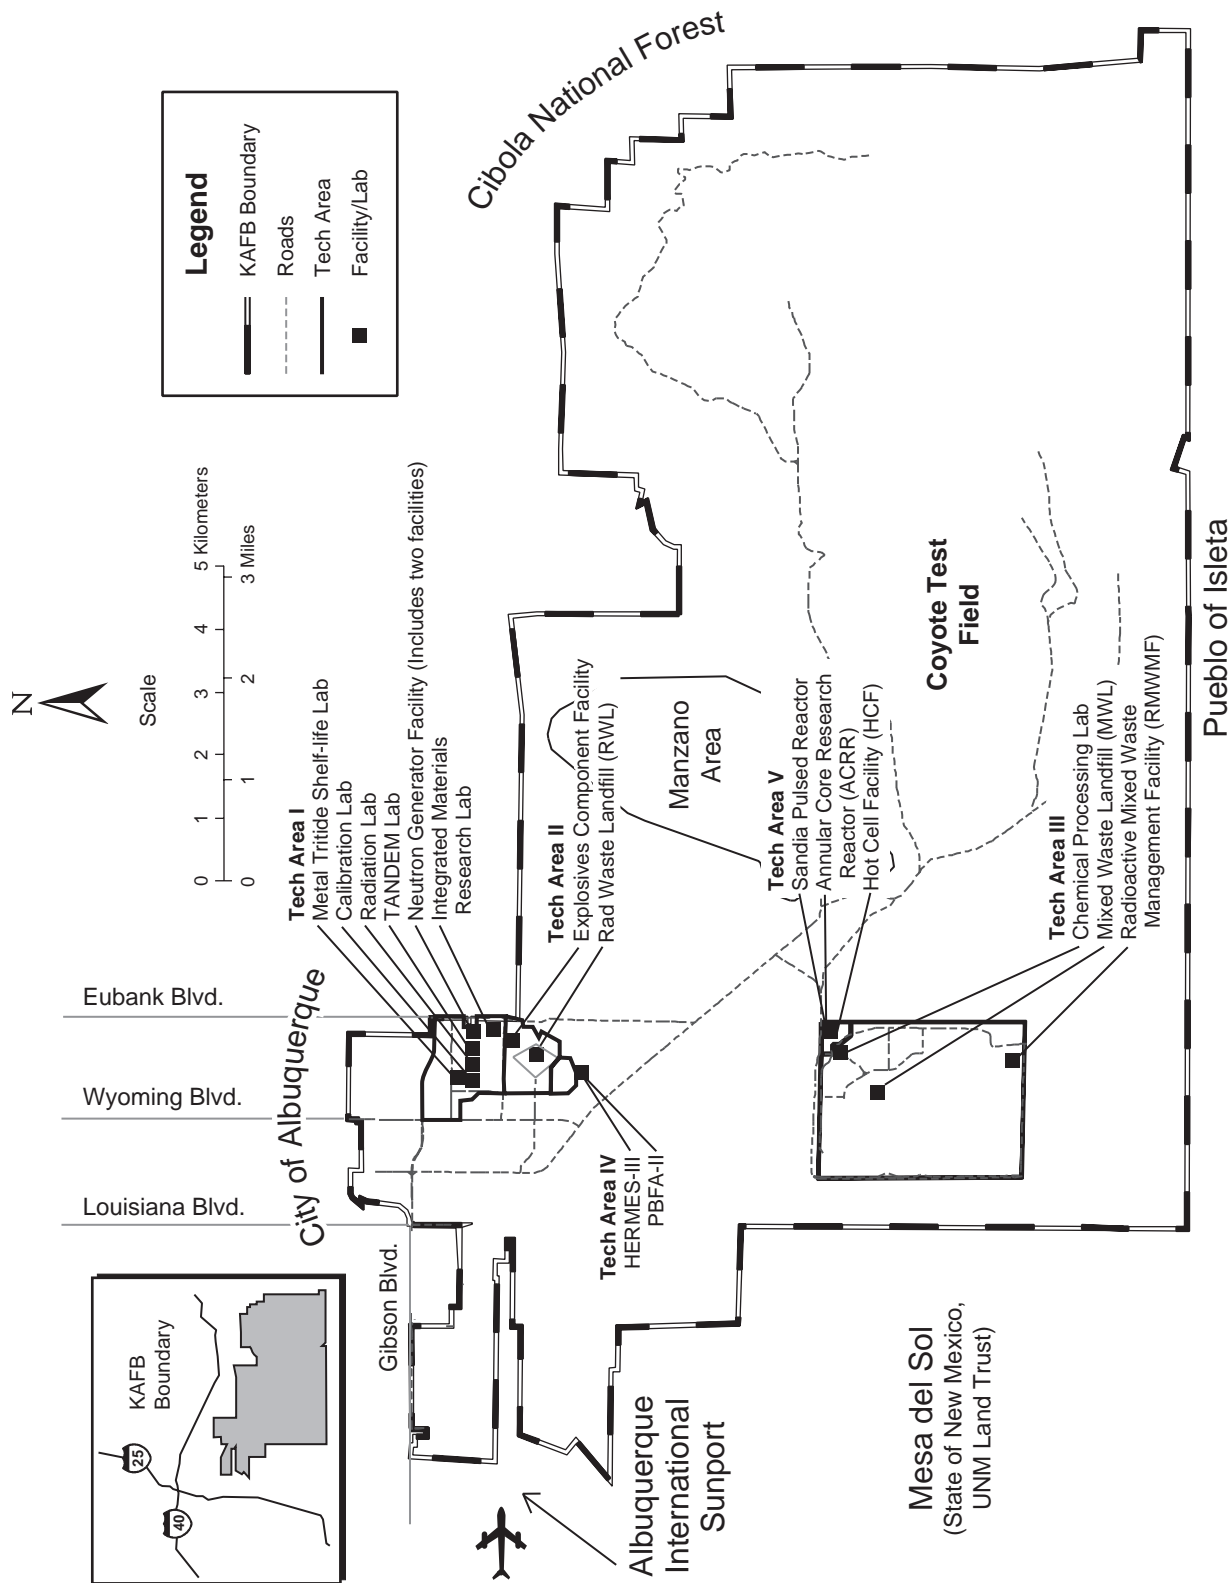 N
Scale
0 1 2 3 4 5 Kilometers
0 1 2 3 Miles
Legend
KAFB Boundary
Roads
Tech Area
Facility/Lab
Cibola National Forest
KAFB
Boundary
25
40
Eubank Blvd.
Wyoming Blvd.
Louisiana Blvd.
Gibson Blvd.
City of Albuquerque
Tech Area I
Metal Tritide Shelf-life Lab
Calibration Lab
Radiation Lab
TANDEM Lab
Neutron Generator Facility (Includes two facilities)
Integrated Materials
Research Lab
Tech Area II
Explosives Component Facility
Rad Waste Landfill (RWL)
Manzano
Area
Tech Area IV
HERMES-III
PBFA-II
Albuquerque
International
Sunport
Tech Area V
Sandia Pulsed Reactor
Annular Core Research
Reactor (ACRR)
Hot Cell Facility (HCF)
Coyote Test
Field
Tech Area III
Chemical Processing Lab
Mixed Waste Landfill (MWL)
Radioactive Mixed Waste
Management Facility (RMWMF)
Mesa del Sol
(State of New Mexico,
UNM Land Trust)
Pueblo of Isleta